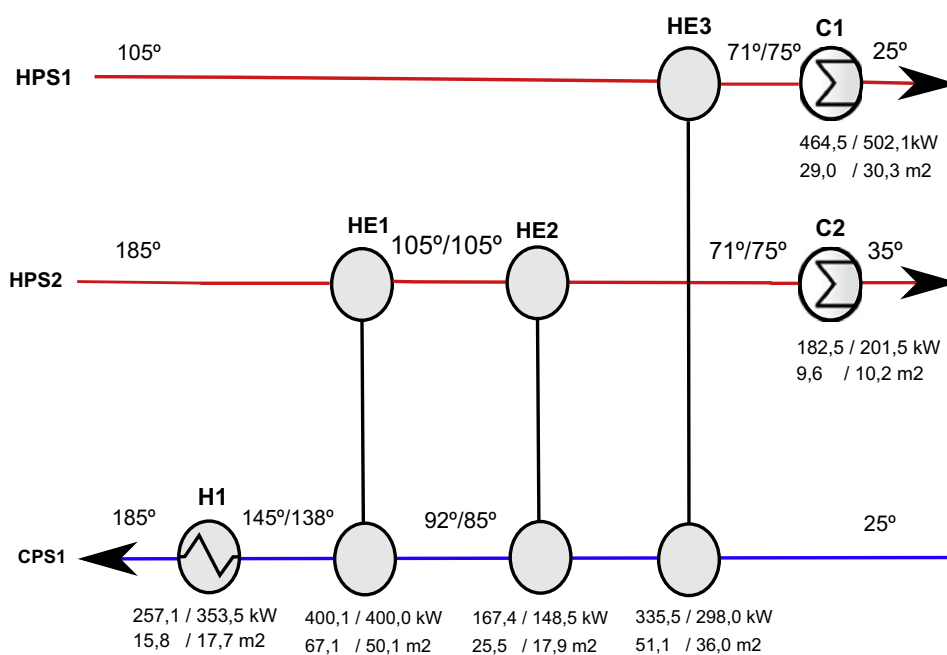 HE3 C1
105º 71º/75º 25º
HPS1
464,5 / 502,1kW
29,0 / 30,3 m2
HE1 HE2 C2
185º 105º/105º 71º/75º 35º
HPS2
182,5 / 201,5 kW
9,6 / 10,2 m2
H1
185º 145º/138º 92º/85º 25º
CPS1
257,1 / 353,5 kW 400,1 / 400,0 kW 167,4 / 148,5 kW 335,5 / 298,0 kW
15,8 / 17,7 m2 67,1 / 50,1 m2 25,5 / 17,9 m2 51,1 / 36,0 m2